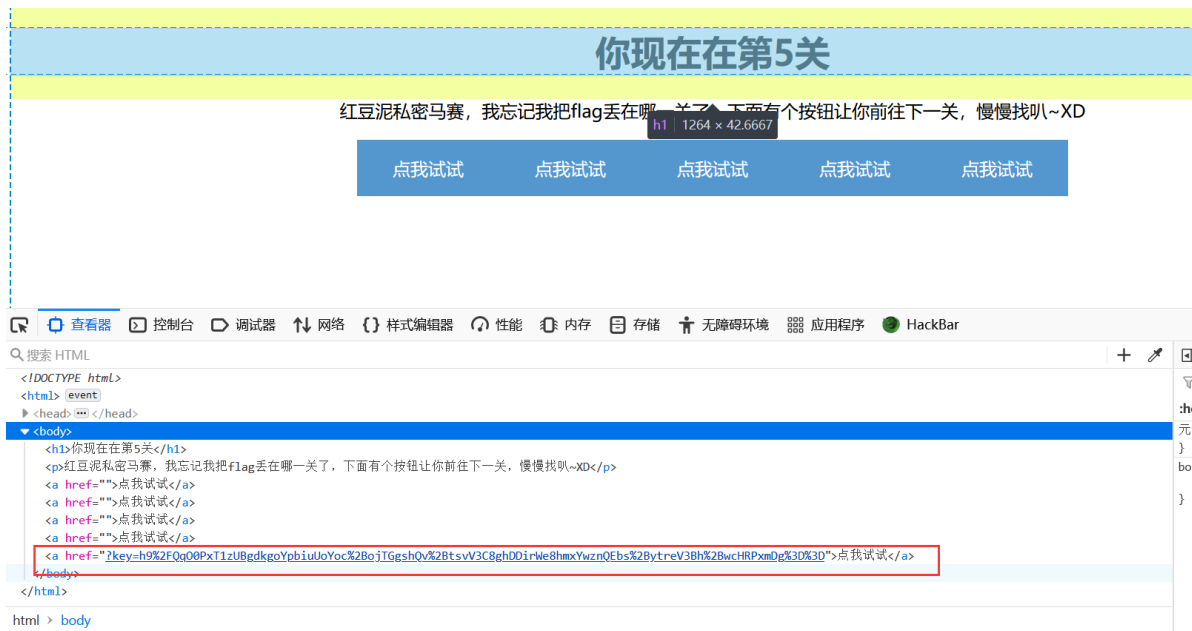 你现在在第5关
红豆泥私密马赛，我忘记我把flag丢在哪一关了，下面有个按钮让你前往下一关，慢慢找叭~XD
h1 1264 × 42.6667
点我试试 点我试试 点我试试 点我试试 点我试试
查看器 控制台 调试器 网络 样式编辑器 性能 内存 存储 无障碍环境 应用程序 HackBar
搜索 HTML
<!DOCTYPE html>
<html> event
<head> ••• </head>
<body>
<h1>你现在在第5关</h1>
<p>红豆泥私密马赛，我忘记我把flag丢在哪一关了，下面有个按钮让你前往下一关，慢慢找叭~XD</p>
<a href="">点我试试</a>
<a href="">点我试试</a>
<a href="">点我试试</a>
<a href="">点我试试</a>
<a href="?key=h9%2FQqO0PxT1zUBgdkgoYpbiuUoYoc%2BojTGgshQv%2BtsvV3C8ghDDirWe8hmxYwznQEbs%2BytreV3Bh%2BwcHRPxmDg%3D%3D">点我试试</a>
</body>
</html>
:he
元
}
bo
}
html › body